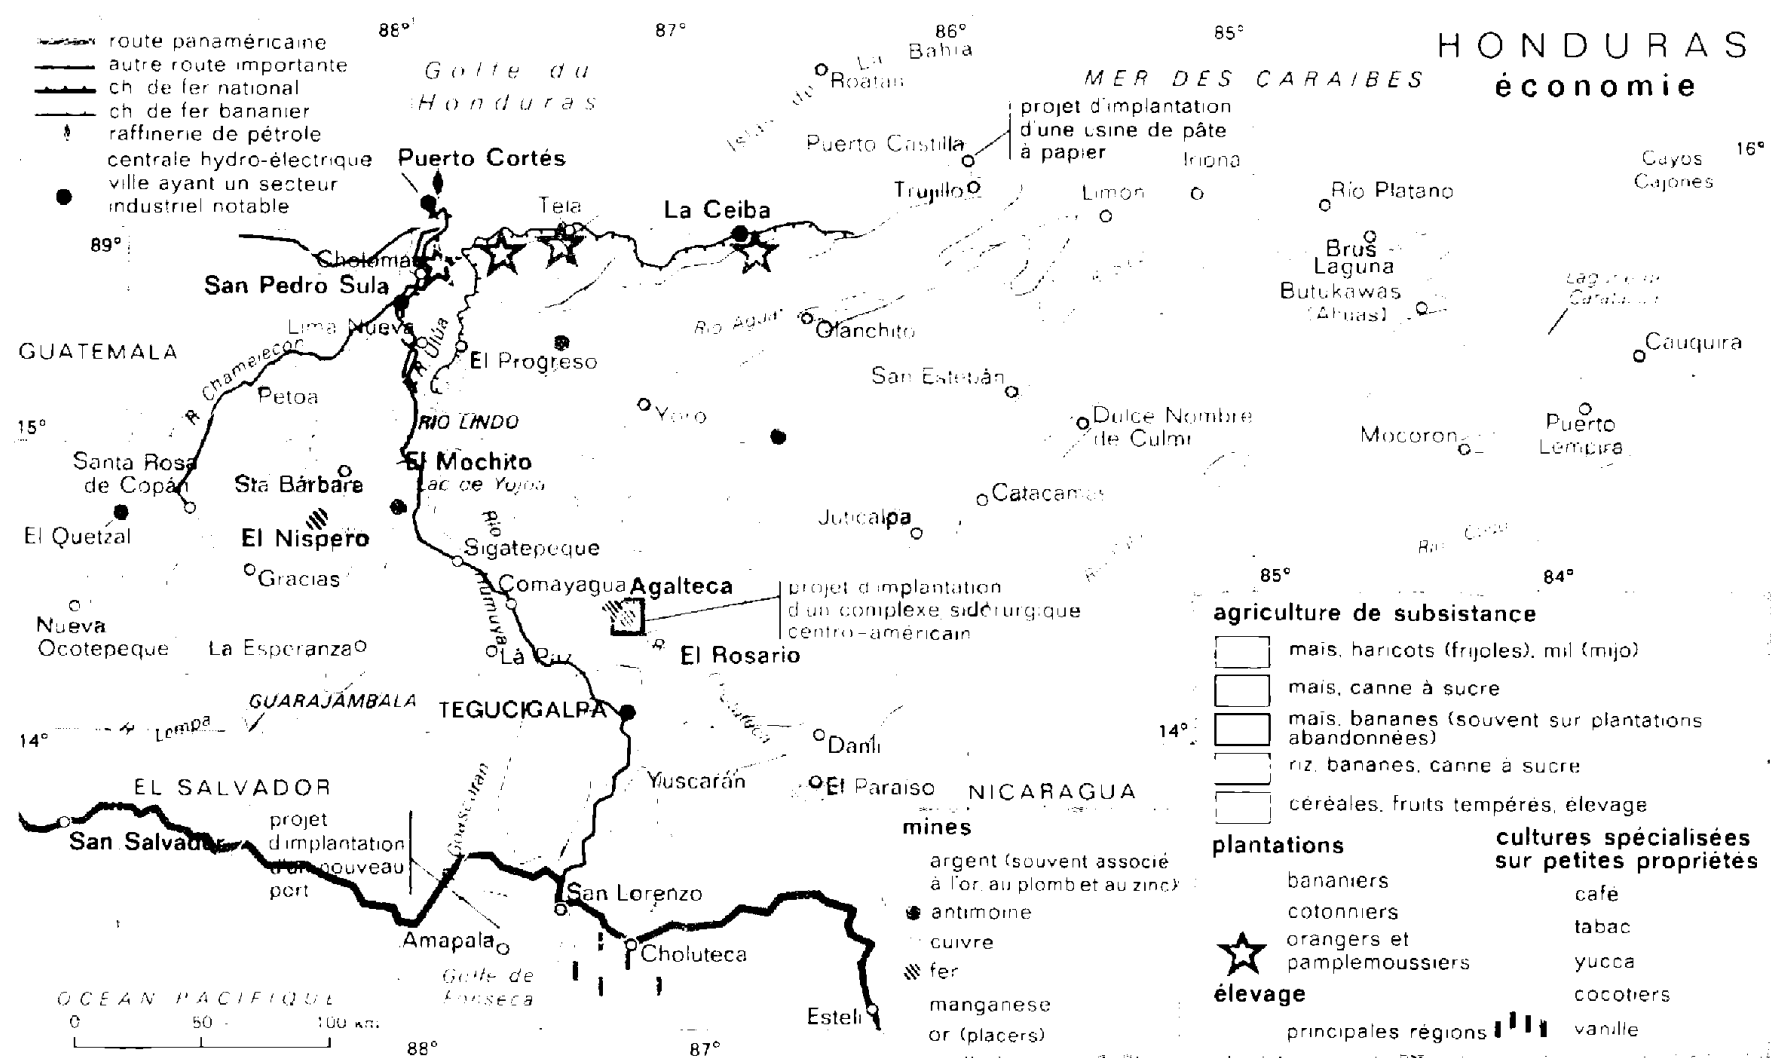 HONDURAS
économie
route panaméricaine
autre route importante
ch de fer national
ch de fer bananier
raffinerie de pétrole
centrale hydro-électrique
ville ayant un secteur
industriel notable
88°
87°
86°
85°
Golfe du
Honduras
Islas de La Bahia
Roatan
MER DES CARAIBES
projet d'implantation
d'une usine de pâte
à papier
16°
Puerto Castilla
Trujillo
Limon
Iriona
Rio Platano
Cayos
Cajones
Puerto Cortés
Tela
La Ceiba
89°
Choloma
San Pedro Sula
Brus
Laguna
Butukawas
(Ahuas)
Lima Nueva
R. Ulúa
Rio Aguan
Olanchito
Cauquira
GUATEMALA
R Chamelecon
El Progreso
Petoa
San Esteban
Yoro
Dulce Nombre
de Culmi
Mocoron
Puerto
Lempira
15°
RIO LINDO
Santa Rosa
de Copán
El Mochito
Lac de Yojoa
Sta Bárbara
Catacamas
Juticalpa
El Quetzal
El Nispero
Rio
Humuya
Sigatepeque
Gracias
Comayagua
Agalteca
projet d'implantation
d'un complexe sidérurgique
centro-américain
85°
84°
Nueva
Ocotepeque
La Esperanza
La Paz
R
El Rosario
GUARAJAMBALA
TEGUCIGALPA
R Lempa
14°
14°
Danli
Yuscarán
El Paraiso
NICARAGUA
EL SALVADOR
Goascoran
San Salvador
projet
d'implantation
d'un nouveau
port
San Lorenzo
Amapala
Choluteca
Golfe de
Fonseca
OCEAN PACIFIQUE
0 50 100 km
88°
87°
Esteli
mines
argent (souvent associé
à l'or, au plomb et au zinc)
antimoine
cuivre
fer
manganese
or (placers)
agriculture de subsistance
mais, haricots (frijoles), mil (mijo)
mais, canne à sucre
mais, bananes (souvent sur plantations
abandonnées)
riz, bananes, canne à sucre
céréales, fruits tempérés, élevage
plantations
bananiers
cotonniers
orangers et
pamplemoussiers
élevage
principales régions
cultures spécialisées
sur petites propriétés
café
tabac
yucca
cocotiers
vanille